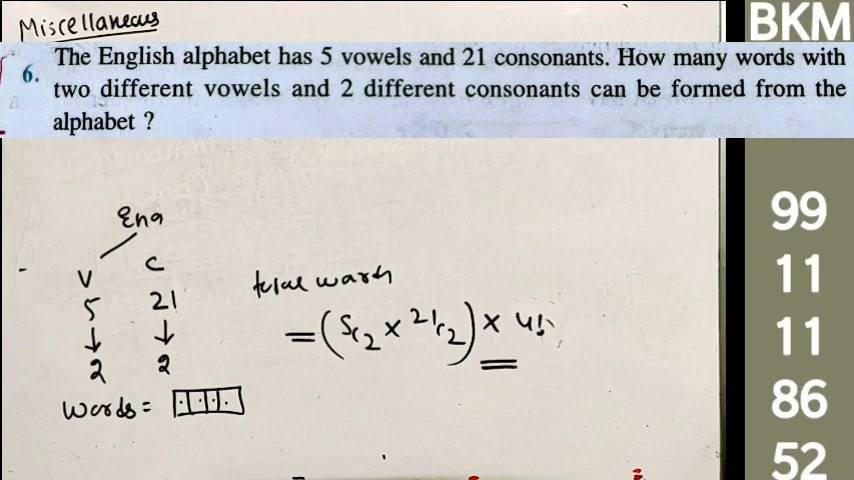 Miscellaneous
BKM
6. The English alphabet has 5 vowels and 21 consonants. How many words with
two different vowels and 2 different consonants can be formed from the
alphabet ?
Eng
V C
5 21
↓ ↓
2 2
words =
total words
= (5c2 × 21c2) × 4!
99
11
11
86
52